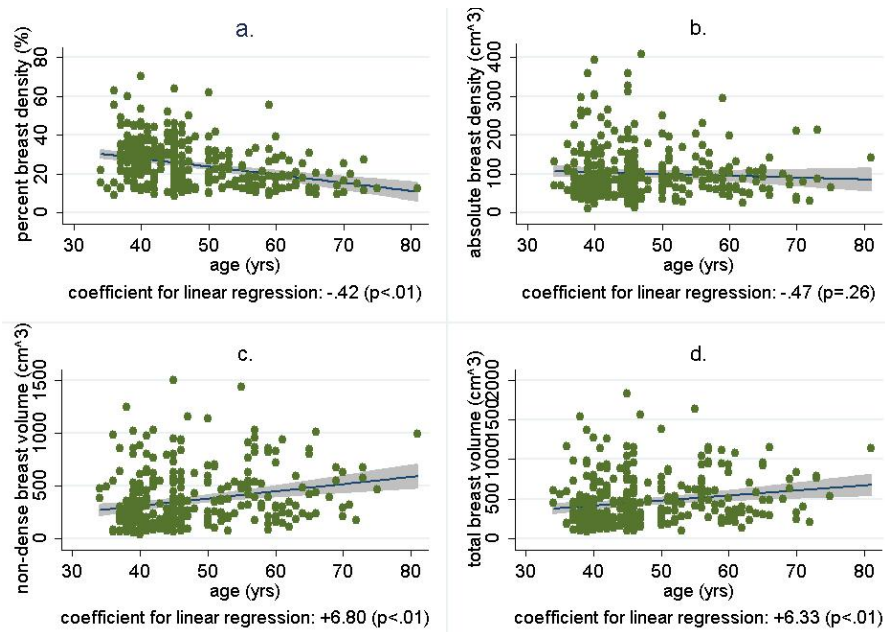 a.
percent breast density (%)
80
60
40
20
0
30 40 50 60 70 80
age (yrs)
coefficient for linear regression: -.42 (p<.01)
b.
absolute breast density (cm^3)
400
300
200
100
0
30 40 50 60 70 80
age (yrs)
coefficient for linear regression: -.47 (p=.26)
c.
non-dense breast volume (cm^3)
1500
1000
500
0
30 40 50 60 70 80
age (yrs)
coefficient for linear regression: +6.80 (p<.01)
d.
total breast volume (cm^3)
2000
1500
1000
500
0
30 40 50 60 70 80
age (yrs)
coefficient for linear regression: +6.33 (p<.01)